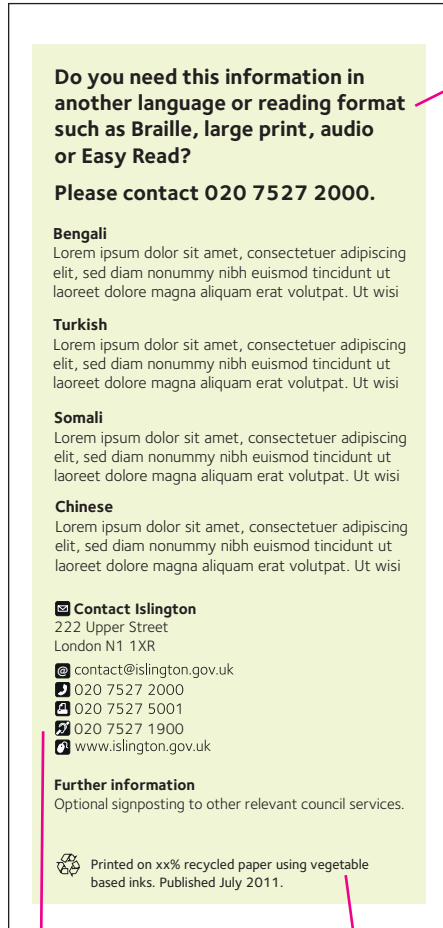 Do you need this information in
another language or reading format
such as Braille, large print, audio
or Easy Read?
Please contact 020 7527 2000.
Bengali
Lorem ipsum dolor sit amet, consectetuer adipiscing
elit, sed diam nonummy nibh euismod tincidunt ut
laoreet dolore magna aliquam erat volutpat. Ut wisi
Turkish
Lorem ipsum dolor sit amet, consectetuer adipiscing
elit, sed diam nonummy nibh euismod tincidunt ut
laoreet dolore magna aliquam erat volutpat. Ut wisi
Somali
Lorem ipsum dolor sit amet, consectetuer adipiscing
elit, sed diam nonummy nibh euismod tincidunt ut
laoreet dolore magna aliquam erat volutpat. Ut wisi
Chinese
Lorem ipsum dolor sit amet, consectetuer adipiscing
elit, sed diam nonummy nibh euismod tincidunt ut
laoreet dolore magna aliquam erat volutpat. Ut wisi
Contact Islington
222 Upper Street
London N1 1XR
@ contact@islington.gov.uk
020 7527 2000
020 7527 5001
020 7527 1900
www.islington.gov.uk
Further information
Optional signposting to other relevant council services.
Printed on xx% recycled paper using vegetable
based inks. Published July 2011.